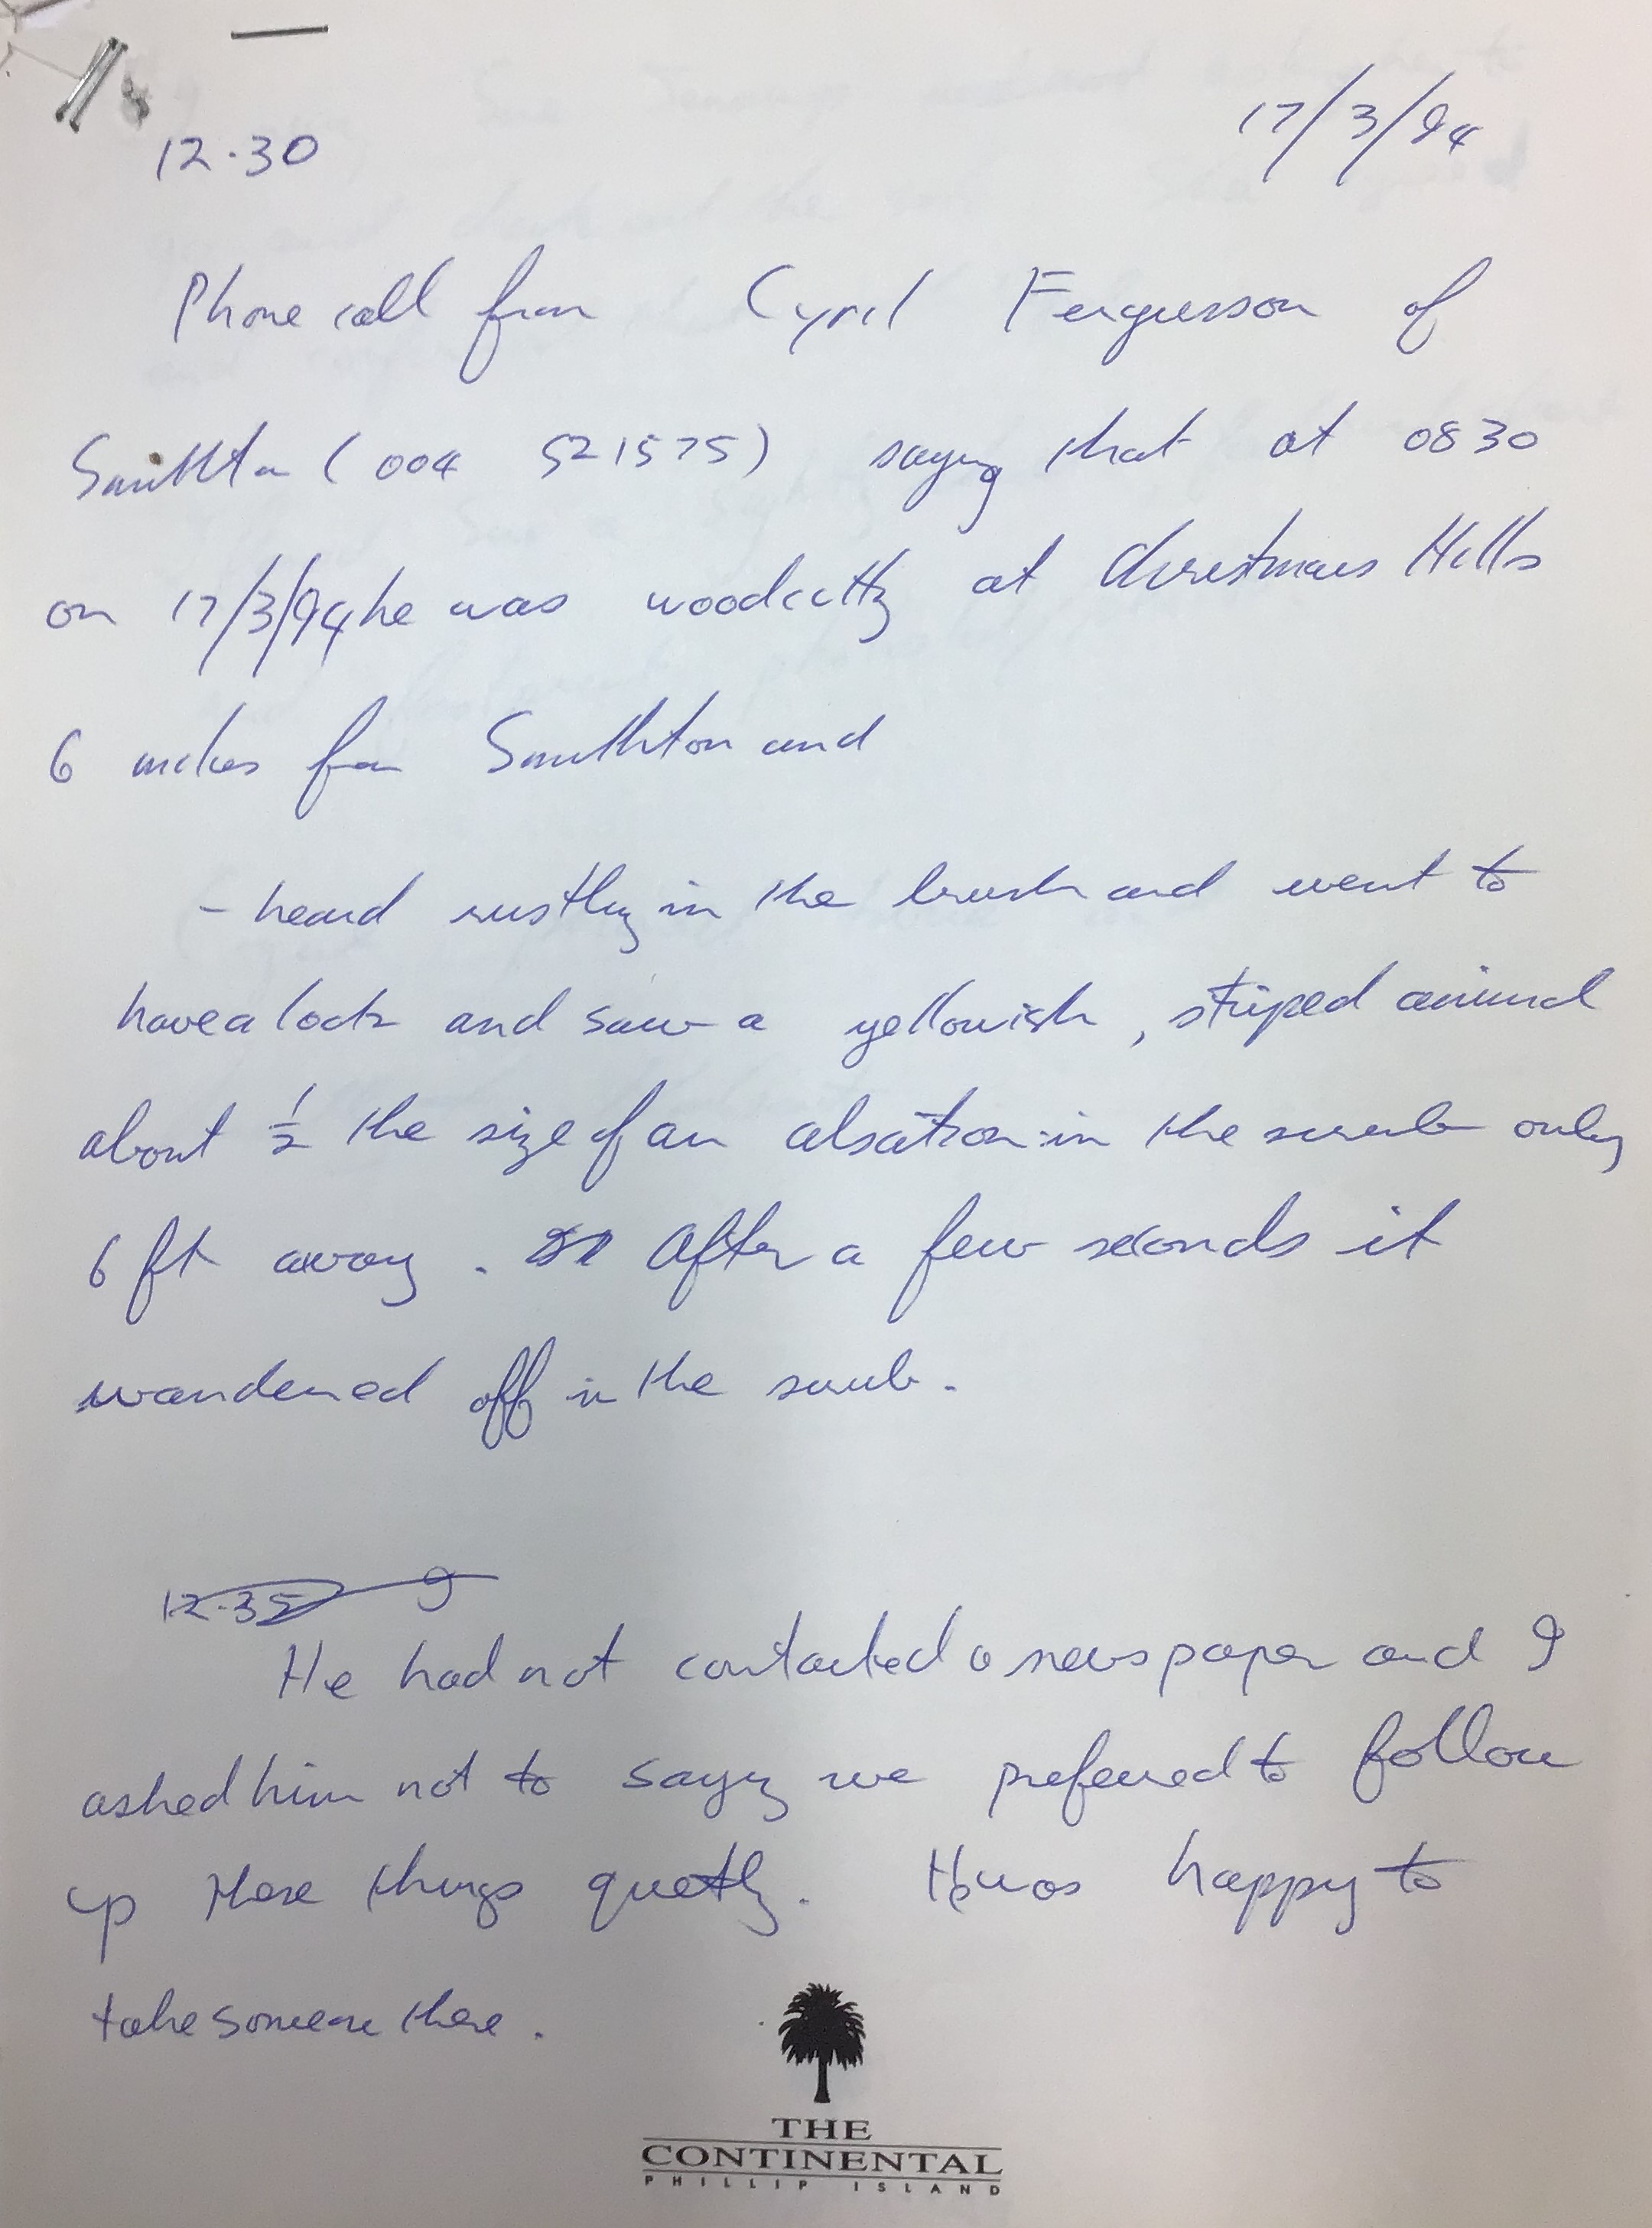 12.30
17/3/94
Phone call from Cyril Fergusson of
Smithton (004 521575) saying that at 0830
on 17/3/94 he was woodcutting at Christmas Hills
6 miles from Smithton and
- heard rustling in the brush and went to
have a look and saw a yellowish, striped animal
about 1/2 the size of an alsation in the scrub only
6 ft away. After a few seconds it
wandered off in the scrub.
12.35 I
He had not contacted a newspaper and I
asked him not to saying we preferred to follow
up these things quietly. He was happy to
take someone there.
THE
CONTINENTAL
PHILLIP ISLAND